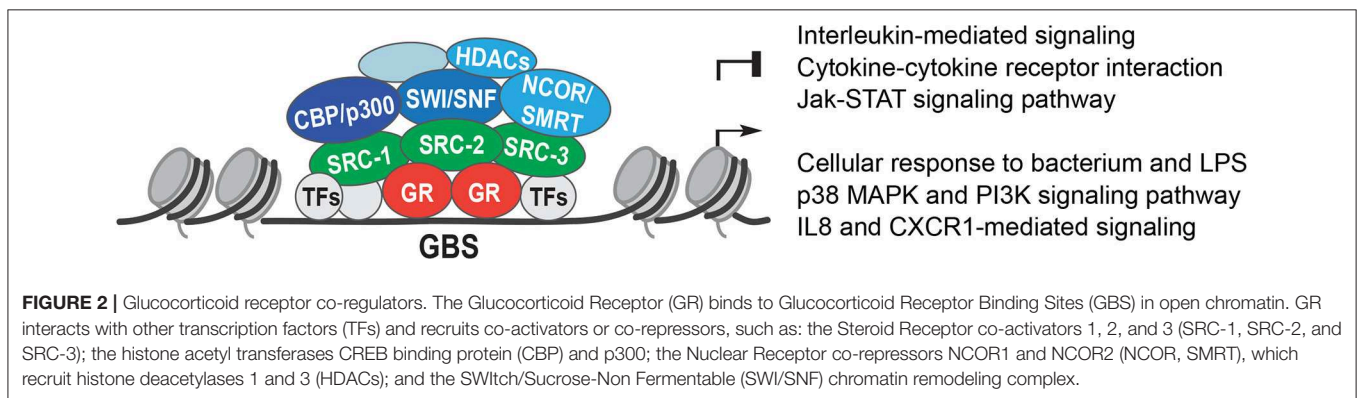 HDACs
CBP/p300
SWI/SNF
NCOR/
SMRT
SRC-1
SRC-2
SRC-3
TFs
GR
GR
TFs
GBS
Interleukin-mediated signaling
Cytokine-cytokine receptor interaction
Jak-STAT signaling pathway
Cellular response to bacterium and LPS
p38 MAPK and PI3K signaling pathway
IL8 and CXCR1-mediated signaling
FIGURE 2 | Glucocorticoid receptor co-regulators. The Glucocorticoid Receptor (GR) binds to Glucocorticoid Receptor Binding Sites (GBS) in open chromatin. GR
interacts with other transcription factors (TFs) and recruits co-activators or co-repressors, such as: the Steroid Receptor co-activators 1, 2, and 3 (SRC-1, SRC-2, and
SRC-3); the histone acetyl transferases CREB binding protein (CBP) and p300; the Nuclear Receptor co-repressors NCOR1 and NCOR2 (NCOR, SMRT), which
recruit histone deacetylases 1 and 3 (HDACs); and the SWItch/Sucrose-Non Fermentable (SWI/SNF) chromatin remodeling complex.